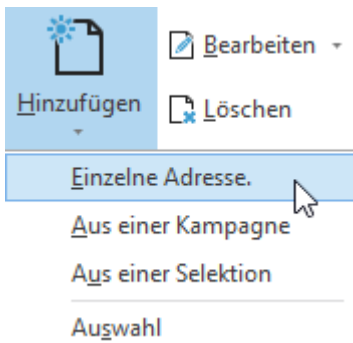 Hinzufügen
Bearbeiten
Löschen
Einzelne Adresse.
Aus einer Kampagne
Aus einer Selektion
Auswahl